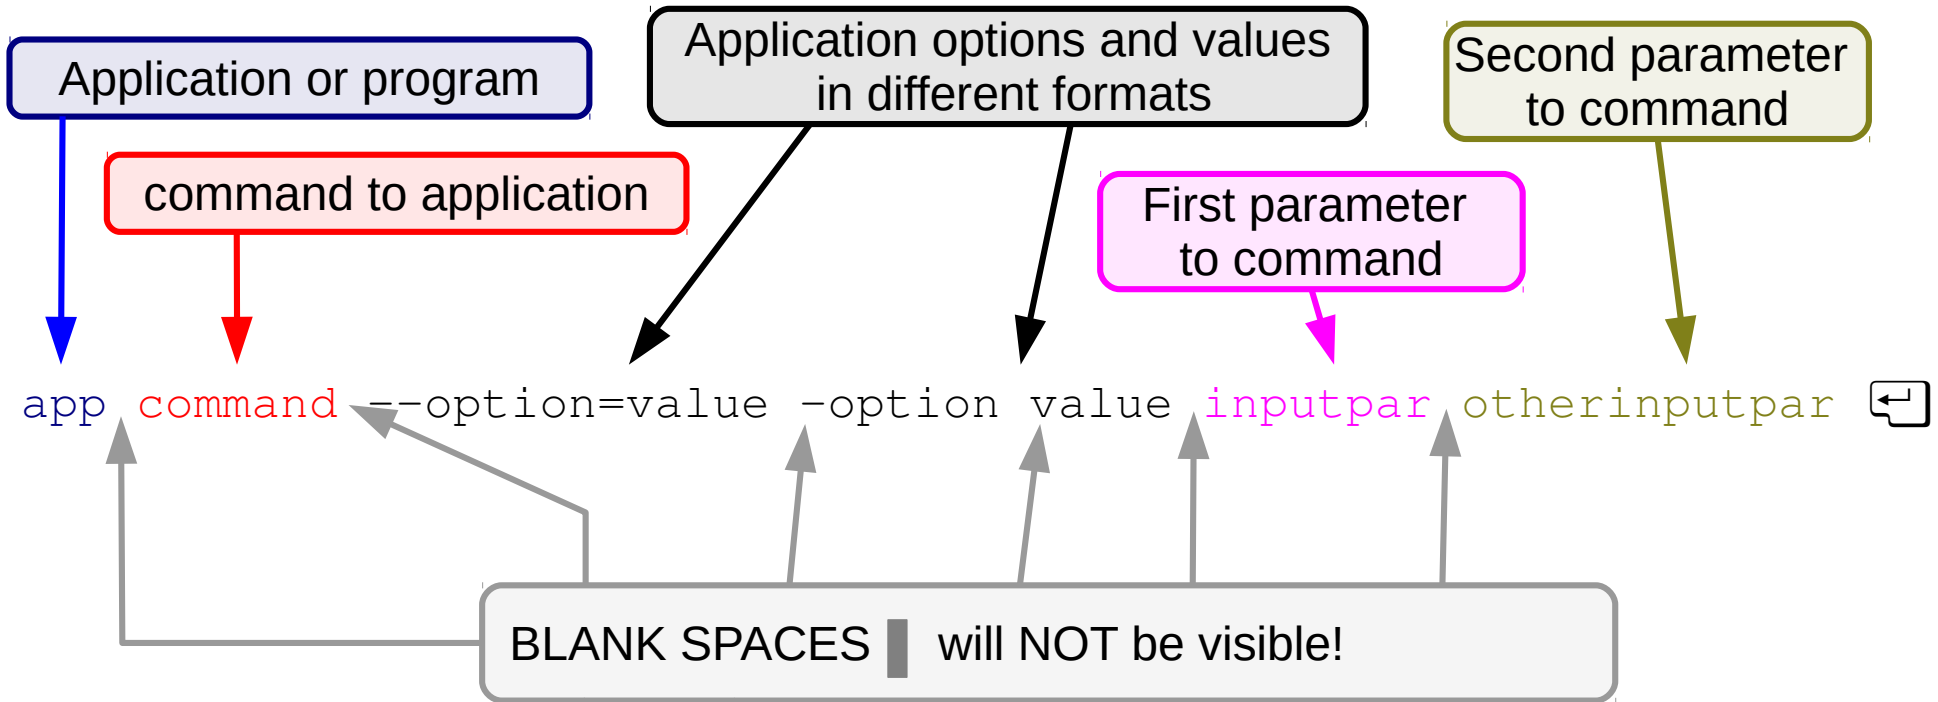 Application or program
Application options and values
in different formats
Second parameter
to command
command to application
First parameter
to command
app command --option=value -option value inputpar otherinputpar
BLANK SPACES will NOT be visible!